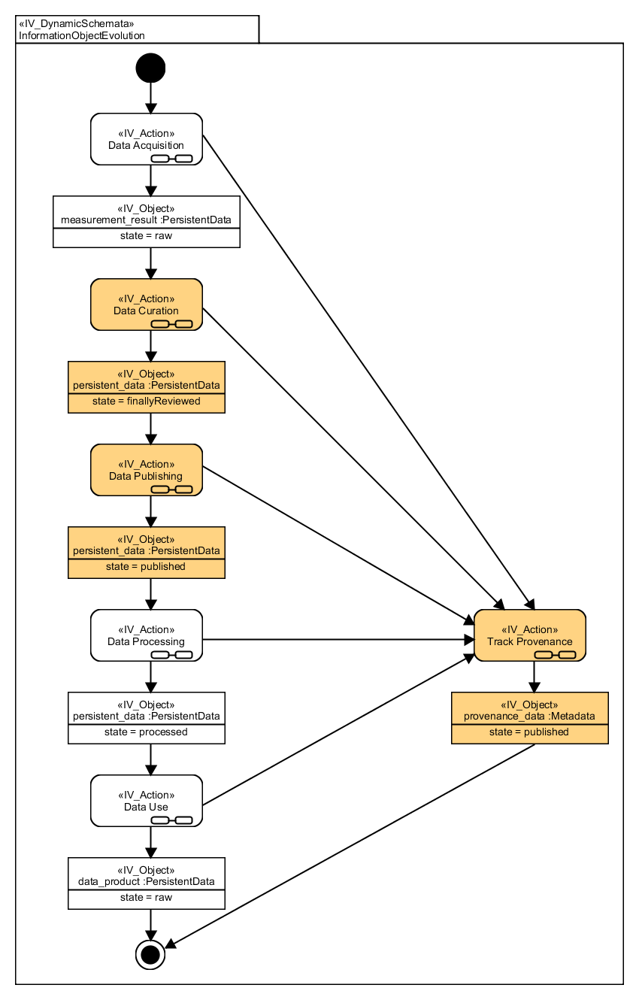 «IV_DynamicSchemata»
InformationObjectEvolution
«IV_Action»
Data Acquisition
«IV_Object»
measurement_result :PersistentData
state = raw
«IV_Action»
Data Curation
«IV_Object»
persistent_data :PersistentData
state = finallyReviewed
«IV_Action»
Data Publishing
«IV_Object»
persistent_data :PersistentData
state = published
«IV_Action»
Data Processing
«IV_Action»
Track Provenance
«IV_Object»
persistent_data :PersistentData
state = processed
«IV_Object»
provenance_data :Metadata
state = published
«IV_Action»
Data Use
«IV_Object»
data_product :PersistentData
state = raw